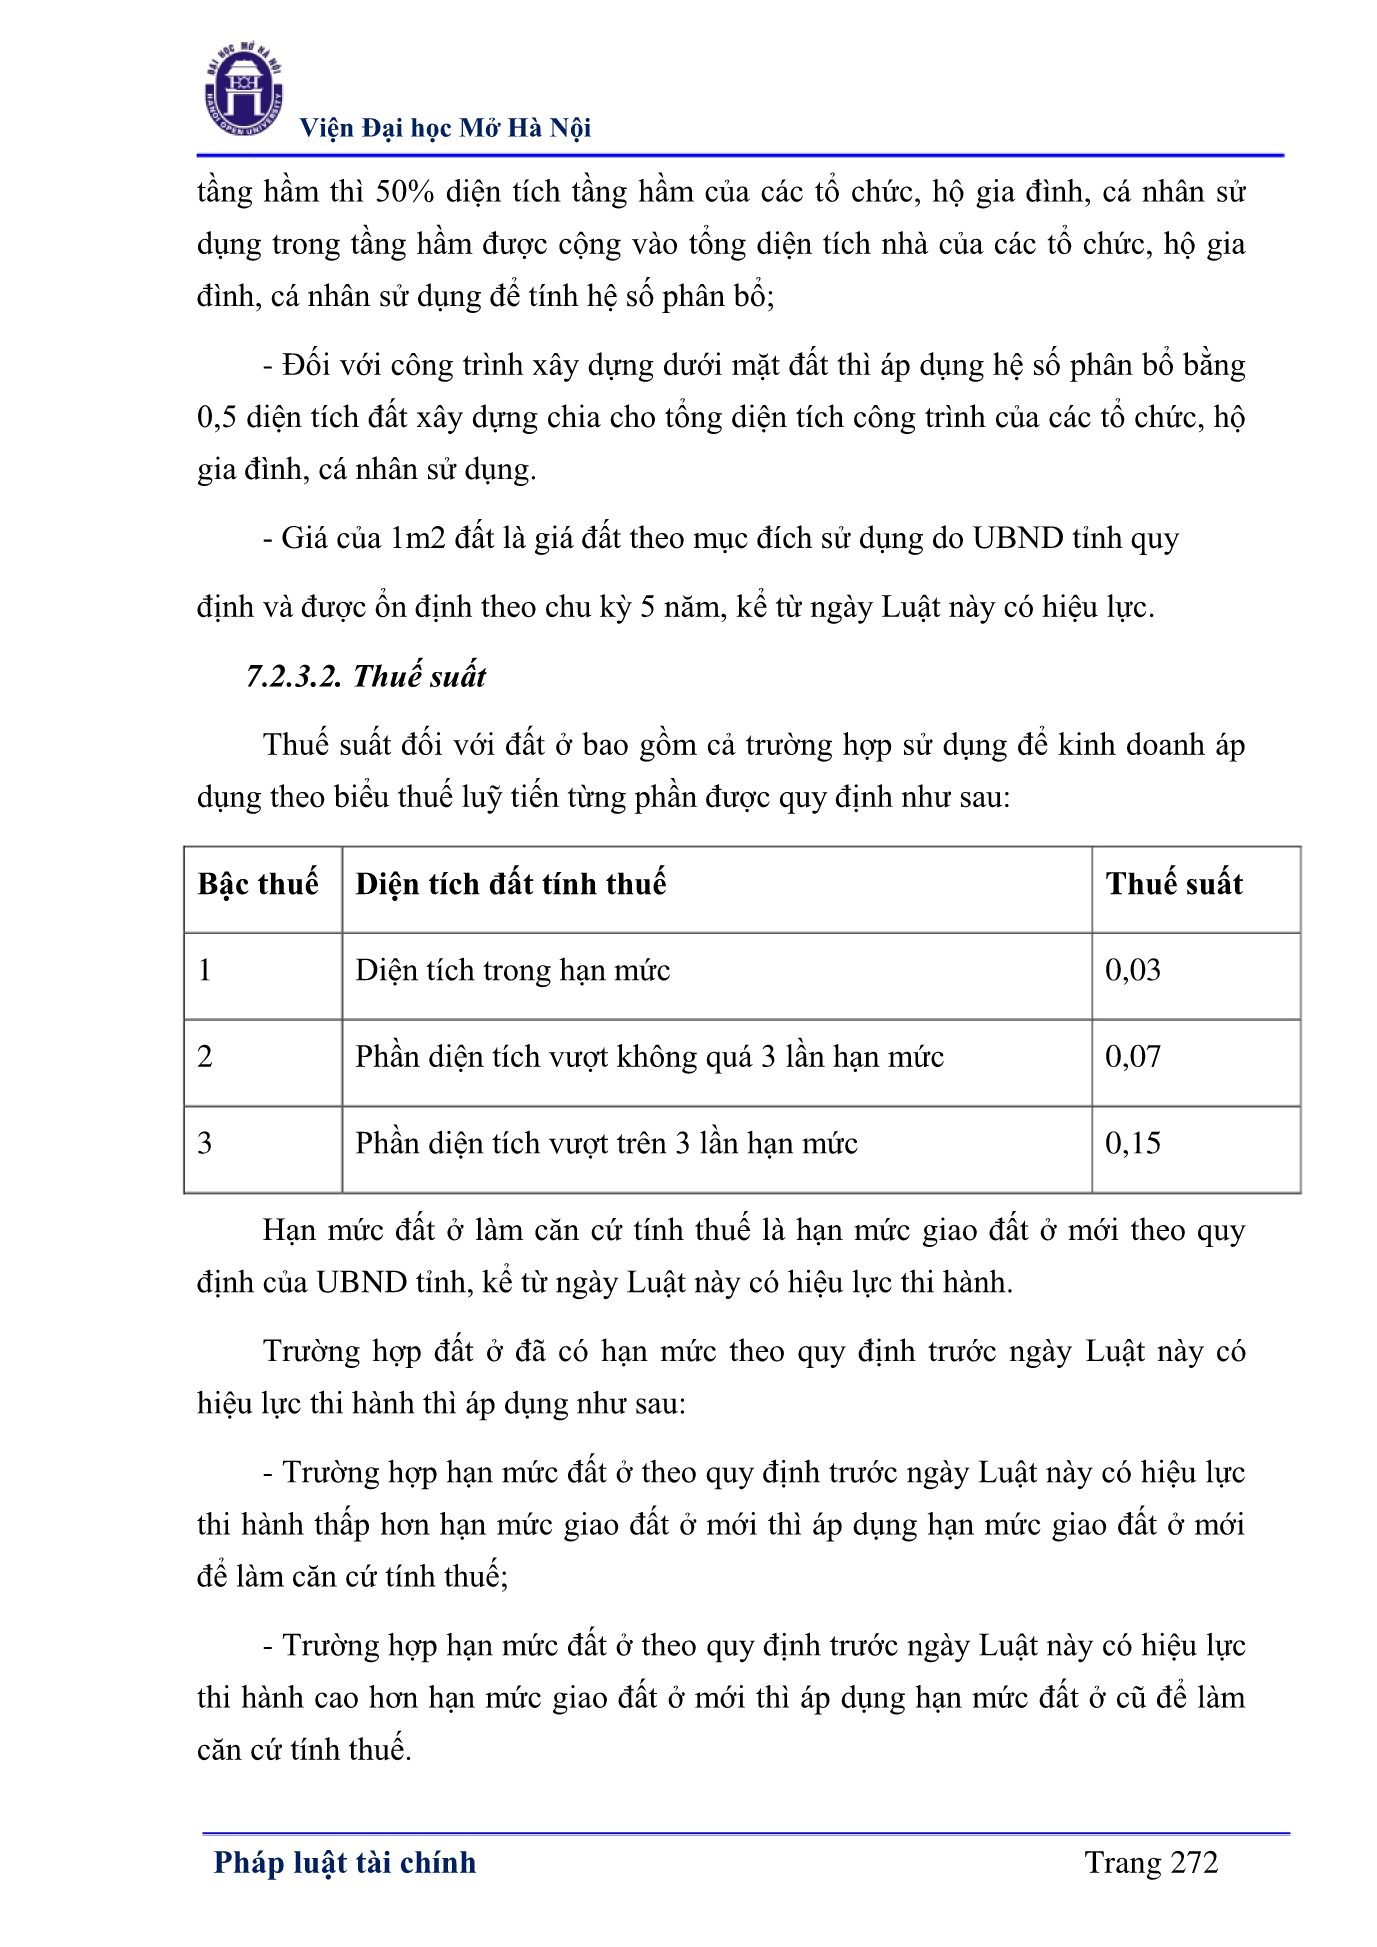 ĐẠI HỌC MỞ HÀ NỘI
HANOI OPEN UNIVERSITY
Viện Đại học Mở Hà Nội
tầng hầm thì 50% diện tích tầng hầm của các tổ chức, hộ gia đình, cá nhân sử
dụng trong tầng hầm được cộng vào tổng diện tích nhà của các tổ chức, hộ gia
đình, cá nhân sử dụng để tính hệ số phân bổ;
- Đối với công trình xây dựng dưới mặt đất thì áp dụng hệ số phân bổ bằng
0,5 diện tích đất xây dựng chia cho tổng diện tích công trình của các tổ chức, hộ
gia đình, cá nhân sử dụng.
- Giá của 1m2 đất là giá đất theo mục đích sử dụng do UBND tỉnh quy
định và được ổn định theo chu kỳ 5 năm, kể từ ngày Luật này có hiệu lực.
7.2.3.2. Thuế suất
Thuế suất đối với đất ở bao gồm cả trường hợp sử dụng để kinh doanh áp
dụng theo biểu thuế luỹ tiến từng phần được quy định như sau:
Bậc thuế Diện tích đất tính thuế Thuế suất
1 Diện tích trong hạn mức 0,03
2 Phần diện tích vượt không quá 3 lần hạn mức 0,07
3 Phần diện tích vượt trên 3 lần hạn mức 0,15
Hạn mức đất ở làm căn cứ tính thuế là hạn mức giao đất ở mới theo quy
định của UBND tỉnh, kể từ ngày Luật này có hiệu lực thi hành.
Trường hợp đất ở đã có hạn mức theo quy định trước ngày Luật này có
hiệu lực thi hành thì áp dụng như sau:
- Trường hợp hạn mức đất ở theo quy định trước ngày Luật này có hiệu lực
thi hành thấp hơn hạn mức giao đất ở mới thì áp dụng hạn mức giao đất ở mới
để làm căn cứ tính thuế;
- Trường hợp hạn mức đất ở theo quy định trước ngày Luật này có hiệu lực
thi hành cao hơn hạn mức giao đất ở mới thì áp dụng hạn mức đất ở cũ để làm
căn cứ tính thuế.
Pháp luật tài chính Trang 272